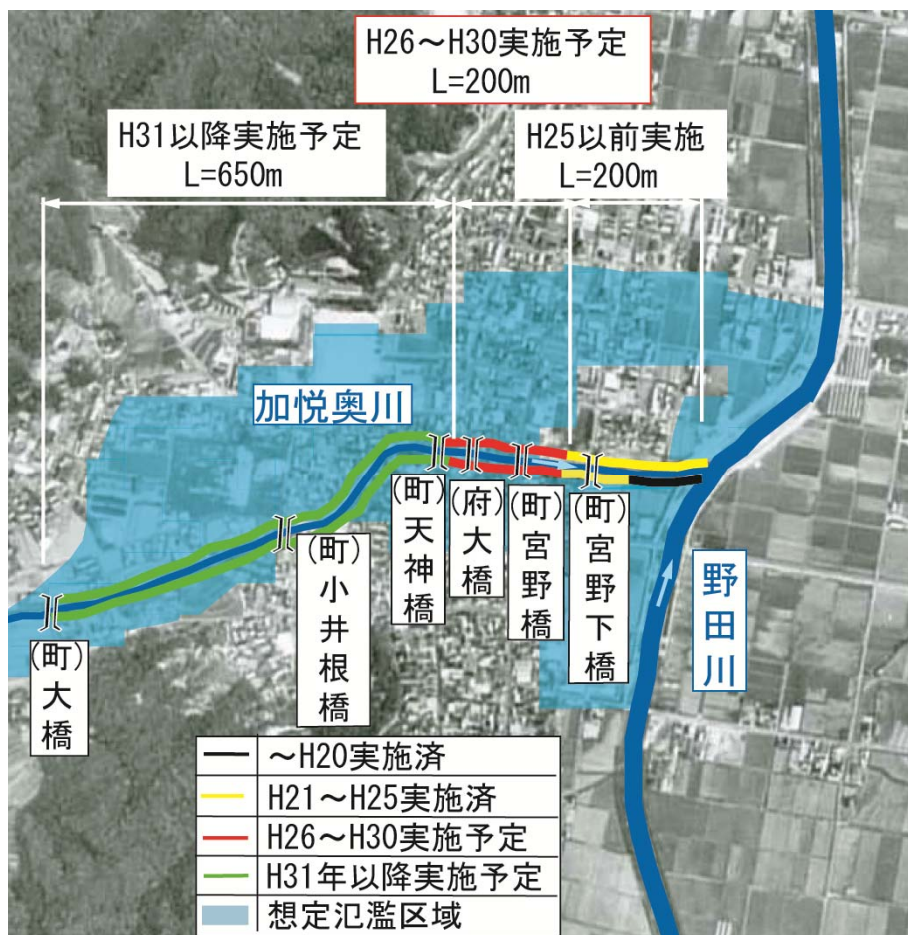 H26～H30実施予定
L=200m
H31以降実施予定
L=650m
H25以前実施
L=200m
加悦奥川
(町)天神橋
(府)大橋
(町)宮野橋
(町)宮野下橋
(町)小井根橋
(町)大橋
野田川
～H20実施済
H21～H25実施済
H26～H30実施予定
H31年以降実施予定
想定氾濫区域